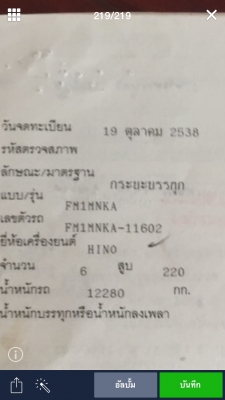 219/219
วันจดทะเบียน 19 ตุลาคม 2538
รหัสตรวจสภาพ
ลักษณะ/มาตรฐาน กระบะบรรทุก
แบบ/รุ่น FM1MNKA
เลขตัวรถ FM1MNKA-11602
ยี่ห้อเครื่องยนต์ HINO
จำนวน 6 สูบ 220
น้ำหนักรถ 12280 กก.
น้ำหนักบรรทุกหรือน้ำหนักลงเพลา
อัลบั้ม บันทึก